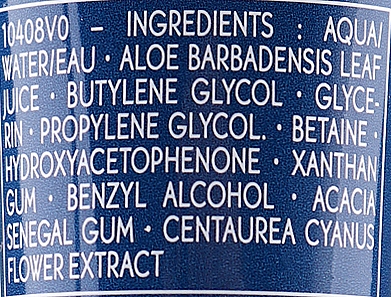 10408V0 – INGREDIENTS : AQUA/
WATER/EAU · ALOE BARBADENSIS LEAF
JUICE · BUTYLENE GLYCOL · GLYCE-
RIN · PROPYLENE GLYCOL. · BETAINE ·
HYDROXYACETOPHENONE · XANTHAN
GUM · BENZYL ALCOHOL · ACACIA
SENEGAL GUM · CENTAUREA CYANUS
FLOWER EXTRACT